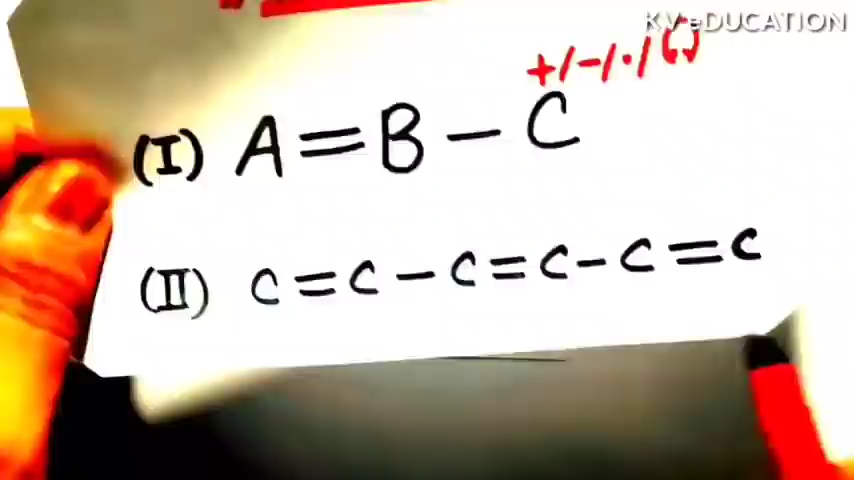 KV eDUCATION
+/-/·/(:)
(I) A=B-C
(II) C=C-C=C-C=C